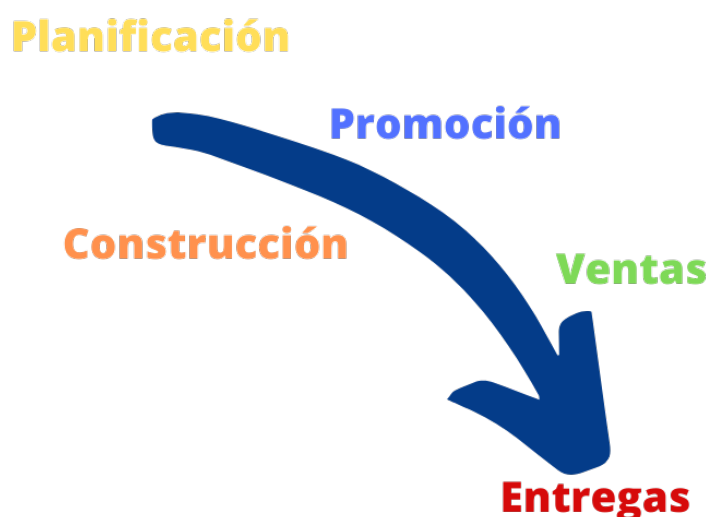 Planificación
Promoción
Construcción
Ventas
Entregas